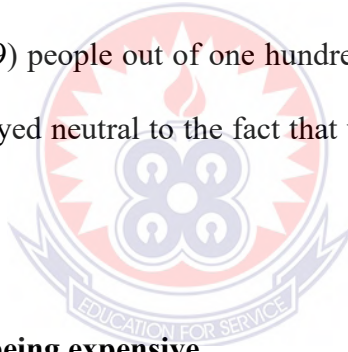 9) people out of one hundre
yed neutral to the fact that
EDUCATION FOR SERVICE
being expensive